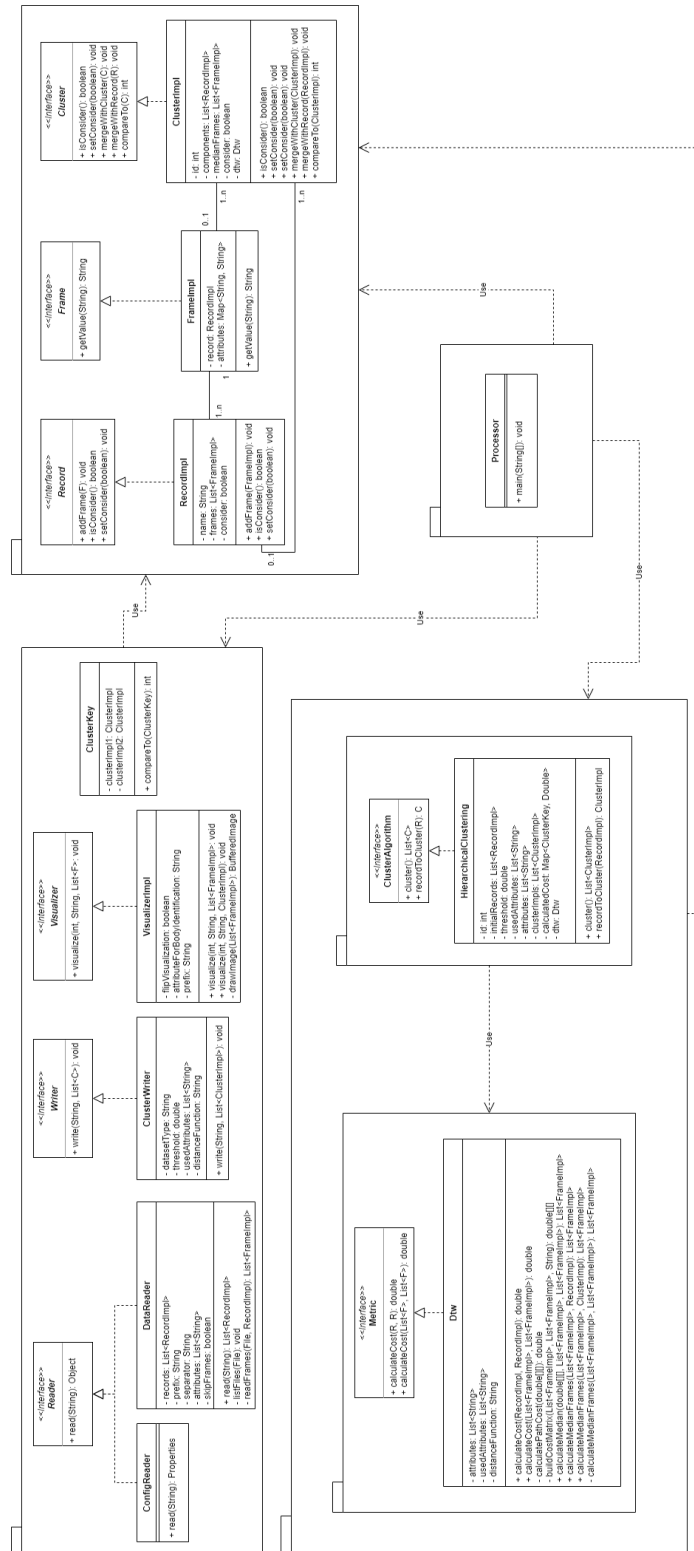 <<Interface>>
Reader
+ read(String): Object
ConfigReader
+ read(String): Properties
DataReader
- records: List<RecordImpl>
- prefix: String
- separator: String
- attributes: List<String>
- skipFrames: boolean
+ read(String): List<RecordImpl>
- listFiles(File): void
- readFrames(File, RecordImpl): List<FrameImpl>
<<Interface>>
Writer
+ write(String, List<C>): void
ClusterWriter
- datasetType: String
- threshold: double
- usedAttributes: List<String>
- distanceFunction: String
+ write(String, List<ClusterImpl>): void
<<Interface>>
Visualizer
+ visualize(int, String, List<F>: void
VisualizerImpl
- flipVisualization: boolean
- attributeForBodyIdentification: String
- prefix: String
+ visualize(int, String, List<FrameImpl>: void
+ visualize(int, String, ClusterImpl): void
- drawImage(List<FrameImpl>): BufferedImage
ClusterKey
- clusterImpl1: ClusterImpl
- clusterImpl2: ClusterImpl
+ compareTo(ClusterKey): int
Use
<<Interface>>
Record
+ addFrame(F): void
+ isConsider(): boolean
+ setConsider(boolean): void
RecordImpl
- name: String
- frames: List<FrameImpl>
- consider: boolean
+ addFrame(FrameImpl): void
+ isConsider(): boolean
+ setConsider(boolean): void
0..1
1..n
1
<<Interface>>
Frame
+ getValue(String): String
FrameImpl
- record: RecordImpl
- attributes: Map<String, String>
+ getValue(String): String
0..1
1..n
<<Interface>>
Cluster
+ isConsider(): boolean
+ setConsider(boolean): void
+ mergeWithCluster(C): void
+ mergeWithRecord(R): void
+ compareTo(C): int
ClusterImpl
- id: int
- components: List<RecordImpl>
- medianFrames: List<FrameImpl>
- consider: boolean
- dtw: Dtw
+ isConsider(): boolean
+ setConsider(boolean): void
+ setConsider(boolean): void
+ mergeWithCluster(ClusterImpl): void
+ mergeWithRecord(RecordImpl): void
+ compareTo(ClusterImpl): int
1..n
<<Interface>>
Metric
+ calculateCost(R, R): double
+ calculateCost(List<F>, List<F>): double
Dtw
- attributes: List<String>
- usedAttributes: List<String>
- distanceFunction: String
+ calculateCost(RecordImpl, RecordImpl): double
+ calculateCost(List<FrameImpl>, List<FrameImpl>): double
- calculatePathCost(double[][]): double
- buildCostMatrix(List<FrameImpl>, List<FrameImpl>, String): double[][]
+ calculateMedian(double[][], List<FrameImpl>, List<FrameImpl>): List<FrameImpl>
+ calculateMedianFrames(List<FrameImpl>, RecordImpl): List<FrameImpl>
+ calculateMedianFrames(List<FrameImpl>, ClusterImpl): List<FrameImpl>
- calculateMedianFrames(List<FrameImpl>, List<FrameImpl>): List<FrameImpl>
Use
<<Interface>>
ClusterAlgorithm
+ cluster(): List<C>
+ recordToCluster(R): C
HierarchicalClustering
- id: int
- initialRecords: List<RecordImpl>
- threshold: double
- usedAttributes: List<String>
- attributes: List<String>
- clusterImpls: List<ClusterImpl>
- calculatedCost: Map<ClusterKey, Double>
- dtw: Dtw
+ cluster(): List<ClusterImpl>
+ recordToCluster(RecordImpl): ClusterImpl
Use
Use
Processor
+ main(String[]): void
Use